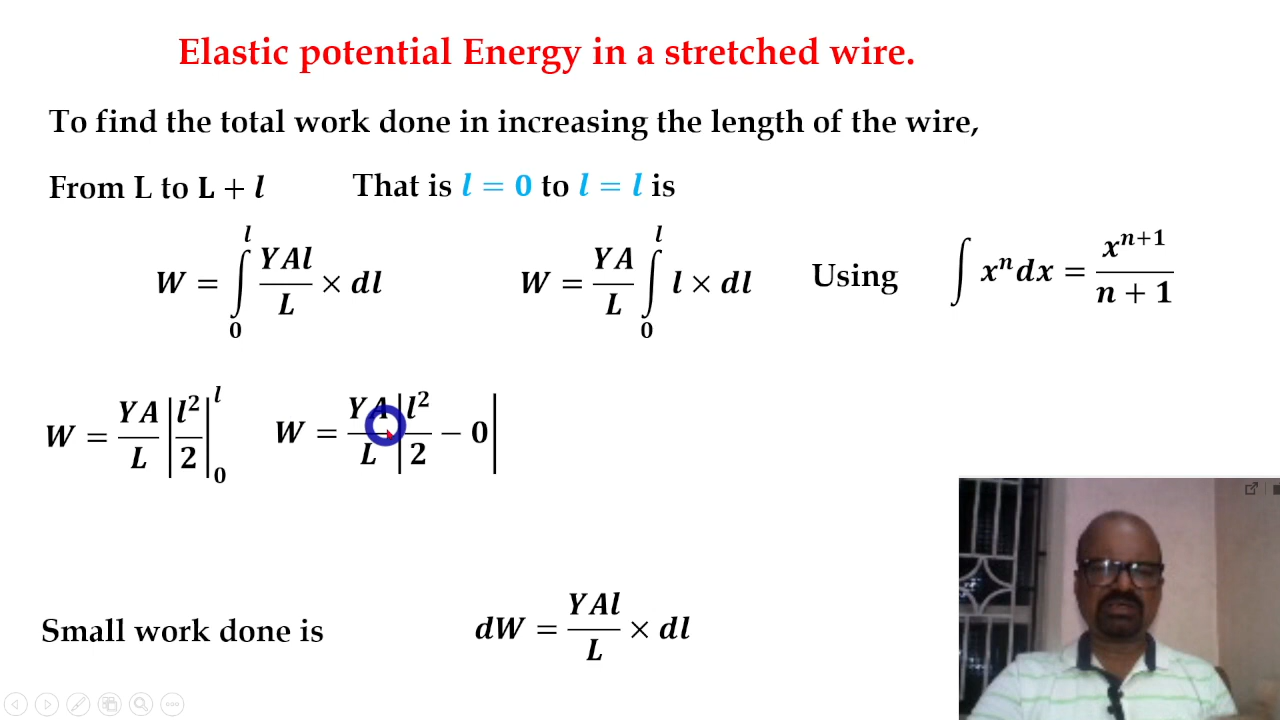 Elastic potential Energy in a stretched wire.
To find the total work done in increasing the length of the wire,
From L to L + l That is l = 0 to l = l is
W = ∫₀ˡ YAl/L × dl W = YA/L ∫₀ˡ l × dl Using ∫ xⁿdx = xⁿ⁺¹/n + 1
W = YA/L |l²/2|₀ˡ W = YA/L |l²/2 − 0|
Small work done is dW = YAl/L × dl